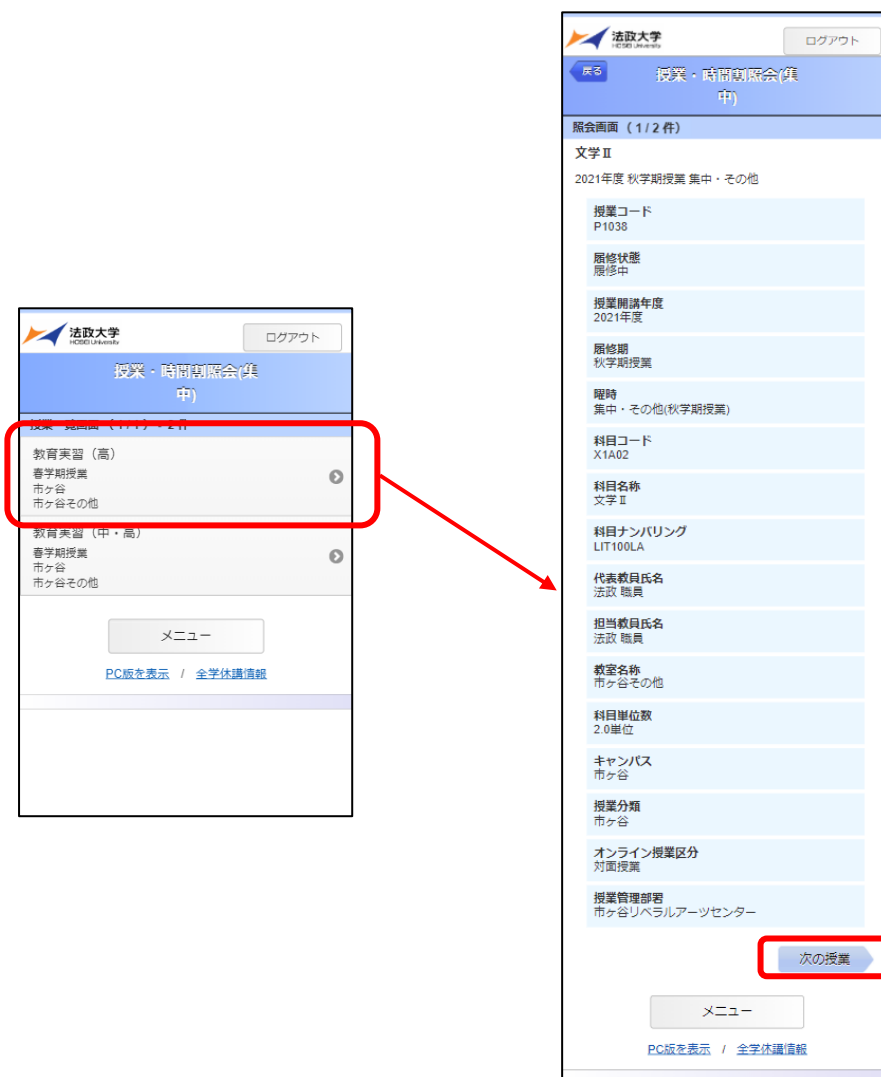 法政大学
HOSEI University
ログアウト
授業・時間割照会(集
中)
授業一覧画面 (1/1) - 2件
教育実習（高）
春学期授業
市ヶ谷
市ヶ谷その他
教育実習（中・高）
春学期授業
市ヶ谷
市ヶ谷その他
メニュー
PC版を表示 / 全学休講情報
法政大学
HOSEI University
ログアウト
戻る
授業・時間割照会(集
中)
照会画面 (1/2件)
文学Ⅱ
2021年度 秋学期授業 集中・その他
授業コード
P1038
履修状態
履修中
授業開講年度
2021年度
履修期
秋学期授業
曜時
集中・その他(秋学期授業)
科目コード
X1A02
科目名称
文学Ⅱ
科目ナンバリング
LIT100LA
代表教員氏名
法政 職員
担当教員氏名
法政 職員
教室名称
市ヶ谷その他
科目単位数
2.0単位
キャンパス
市ヶ谷
授業分類
市ヶ谷
オンライン授業区分
対面授業
授業管理部署
市ヶ谷リベラルアーツセンター
次の授業
メニュー
PC版を表示 / 全学休講情報